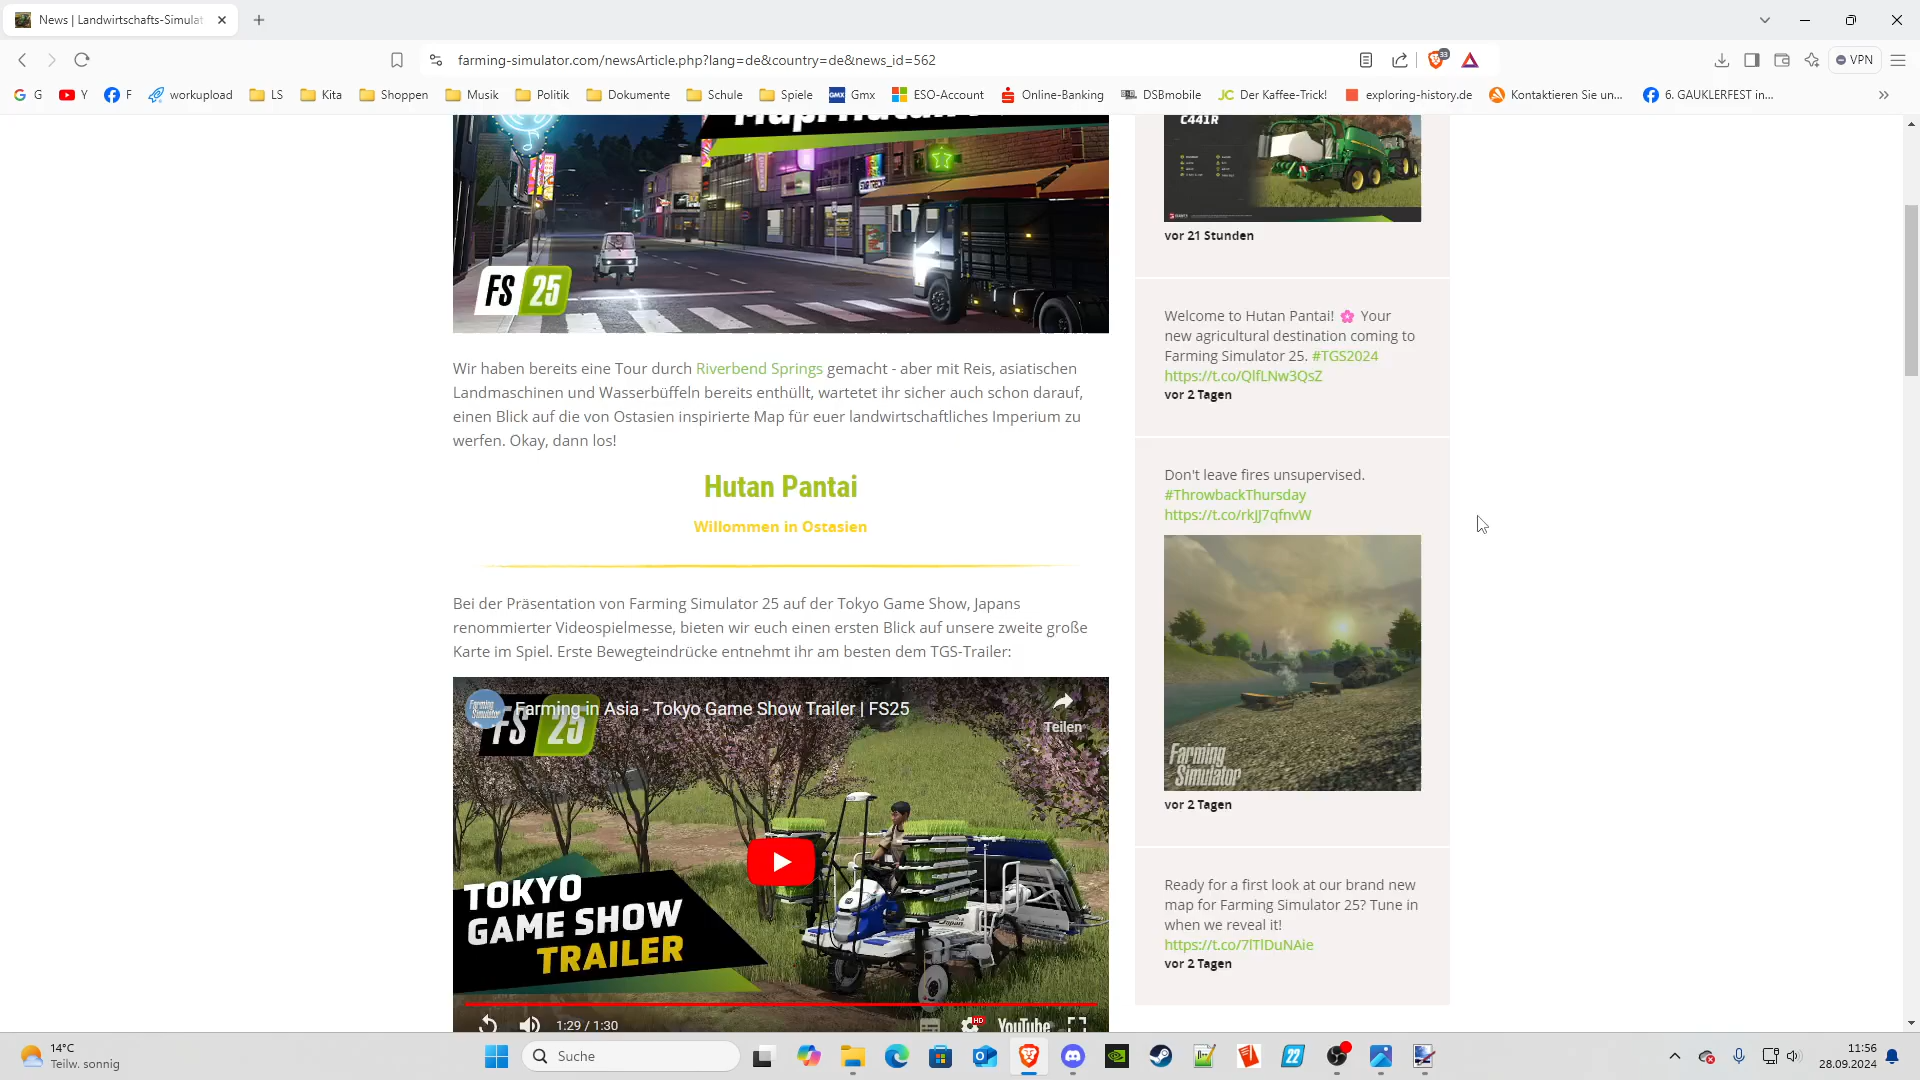 News | Landwirtschafts-Simulat
farming-simulator.com/newsArticle.php?lang=de&country=de&news_id=562
33
VPN
G
Y
F
workupload
LS
Kita
Shoppen
Musik
Politik
Dokumente
Schule
Spiele
GMX
Gmx
ESO-Account
Online-Banking
DSBmobile
JC
Der Kaffee-Trick!
exploring-history.de
Kontaktieren Sie un...
6. GAUKLERFEST in...
FS 25
Wir haben bereits eine Tour durch Riverbend Springs gemacht - aber mit Reis, asiatischen
Landmaschinen und Wasserbüffeln bereits enthüllt, wartetet ihr sicher auch schon darauf,
einen Blick auf die von Ostasien inspirierte Map für euer landwirtschaftliches Imperium zu
werfen. Okay, dann los!
Hutan Pantai
Willommen in Ostasien
Bei der Präsentation von Farming Simulator 25 auf der Tokyo Game Show, Japans
renommierter Videospielmesse, bieten wir euch einen ersten Blick auf unsere zweite große
Karte im Spiel. Erste Bewegteindrücke entnehmt ihr am besten dem TGS-Trailer:
Farming Simulator
FS 25
Farming in Asia - Tokyo Game Show Trailer | FS25
Teilen
TOKYO
GAME SHOW
TRAILER
1:29 / 1:30
HD
YouTube
C441R
vor 21 Stunden
Welcome to Hutan Pantai! 🌸 Your
new agricultural destination coming to
Farming Simulator 25. #TGS2024
https://t.co/QlfLNw3QsZ
vor 2 Tagen
Don't leave fires unsupervised.
#ThrowbackThursday
https://t.co/rkJJ7qfnvW
Farming
Simulator
vor 2 Tagen
Ready for a first look at our brand new
map for Farming Simulator 25? Tune in
when we reveal it!
https://t.co/7lTlDuNAie
vor 2 Tagen
14°C
Teilw. sonnig
Suche
22
11:56
28.09.2024